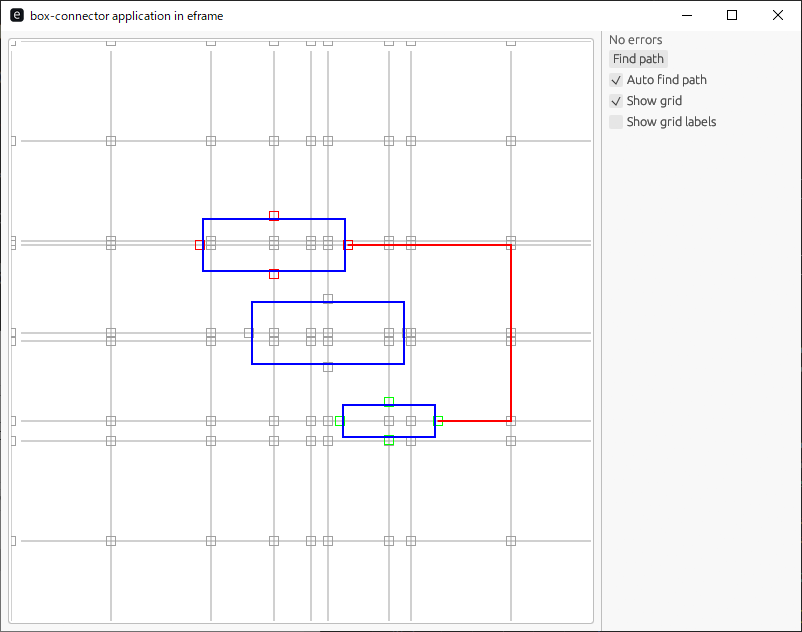 e box-connector application in eframe
No errors
Find path
Auto find path
Show grid
Show grid labels